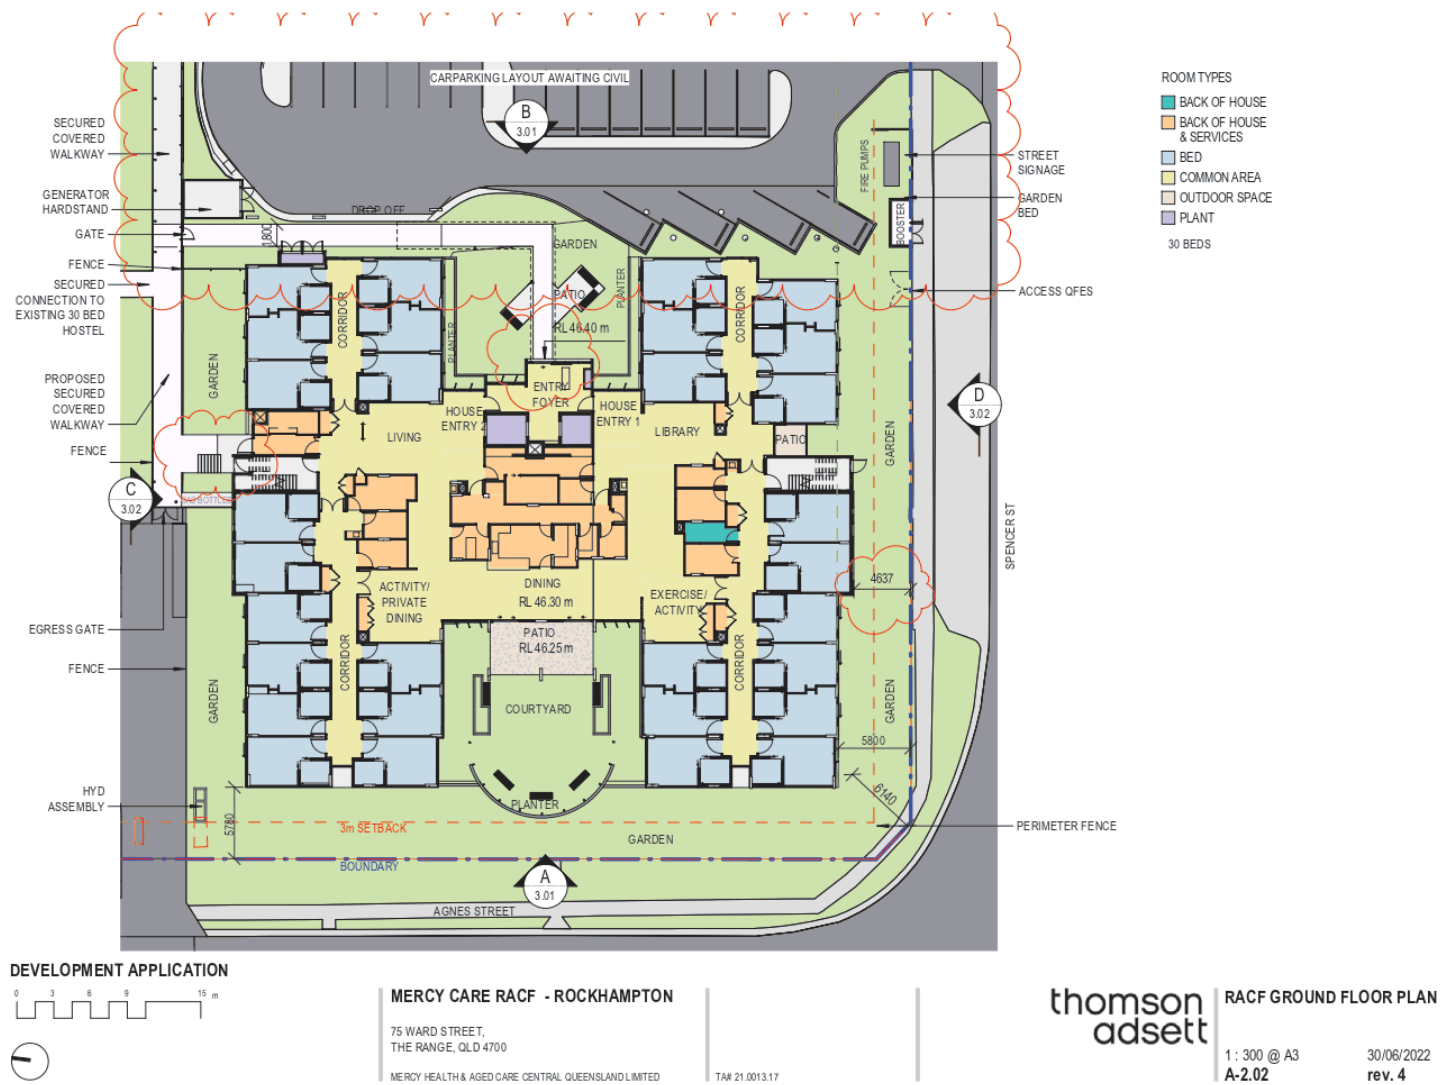 CARPARKING LAYOUT AWAITING CIVIL
B
3.01
SECURED
COVERED
WALKWAY
GENERATOR
HARDSTAND
GATE
FENCE
SECURED
CONNECTION TO
EXISTING 30 BED
HOSTEL
PROPOSED
SECURED
COVERED
WALKWAY
FENCE
C
3.02
EGRESS GATE
FENCE
HYD
ASSEMBLY
DROP OFF
1,800
GARDEN
PATIO
RL 46.40 m
PLANTER
PLANTER
CORRIDOR
CORRIDOR
GARDEN
ENTRY
FOYER
HOUSE
ENTRY 2
HOUSE
ENTRY 1
LIVING
LIBRARY
PATIO
ACTIVITY/
PRIVATE
DINING
DINING
RL 46.30 m
EXERCISE/
ACTIVITY
PATIO
RL 46.25 m
COURTYARD
PLANTER
CORRIDOR
CORRIDOR
GARDEN
GARDEN
GARDEN
GARDEN
5780
3m SETBACK
BOUNDARY
AGNES STREET
A
3.01
4637
5800
6140
FIRE PUMPS
BOOSTER
STREET
SIGNAGE
GARDEN
BED
ACCESS QFES
D
3.02
SPENCER ST
PERIMETER FENCE
ROOM TYPES
BACK OF HOUSE
BACK OF HOUSE
& SERVICES
BED
COMMON AREA
OUTDOOR SPACE
PLANT
30 BEDS
DEVELOPMENT APPLICATION
0 3 6 9 15 m
MERCY CARE RACF - ROCKHAMPTON
75 WARD STREET,
THE RANGE, QLD 4700
MERCY HEALTH & AGED CARE CENTRAL QUEENSLAND LIMITED
TA# 21.0013.17
thomson
adsett
RACF GROUND FLOOR PLAN
1 : 300 @ A3 30/06/2022
A-2.02 rev. 4